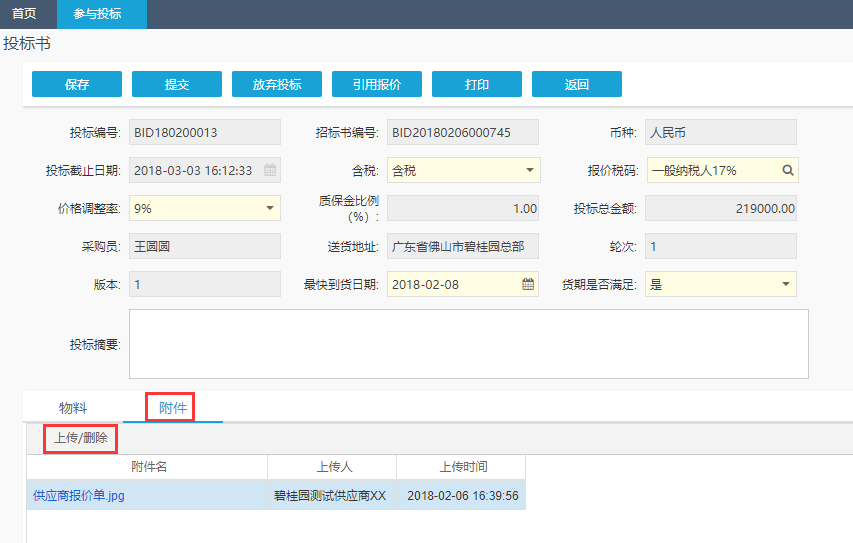 首页 参与投标
投标书
保存 提交 放弃投标 引用报价 打印 返回
投标编号: BID180200013 招标书编号: BID20180206000745 币种: 人民币
投标截止日期: 2018-03-03 16:12:33 含税: 含税 报价税码: 一般纳税人17%
价格调整率: 9% 质保金比例(%): 1.00 投标总金额: 219000.00
采购员: 王圆圆 送货地址: 广东省佛山市碧桂园总部 轮次: 1
版本: 1 最快到货日期: 2018-02-08 货期是否满足: 是
投标摘要:
物料 附件
上传/删除
附件名 上传人 上传时间
供应商报价单.jpg 碧桂园测试供应商XX 2018-02-06 16:39:56